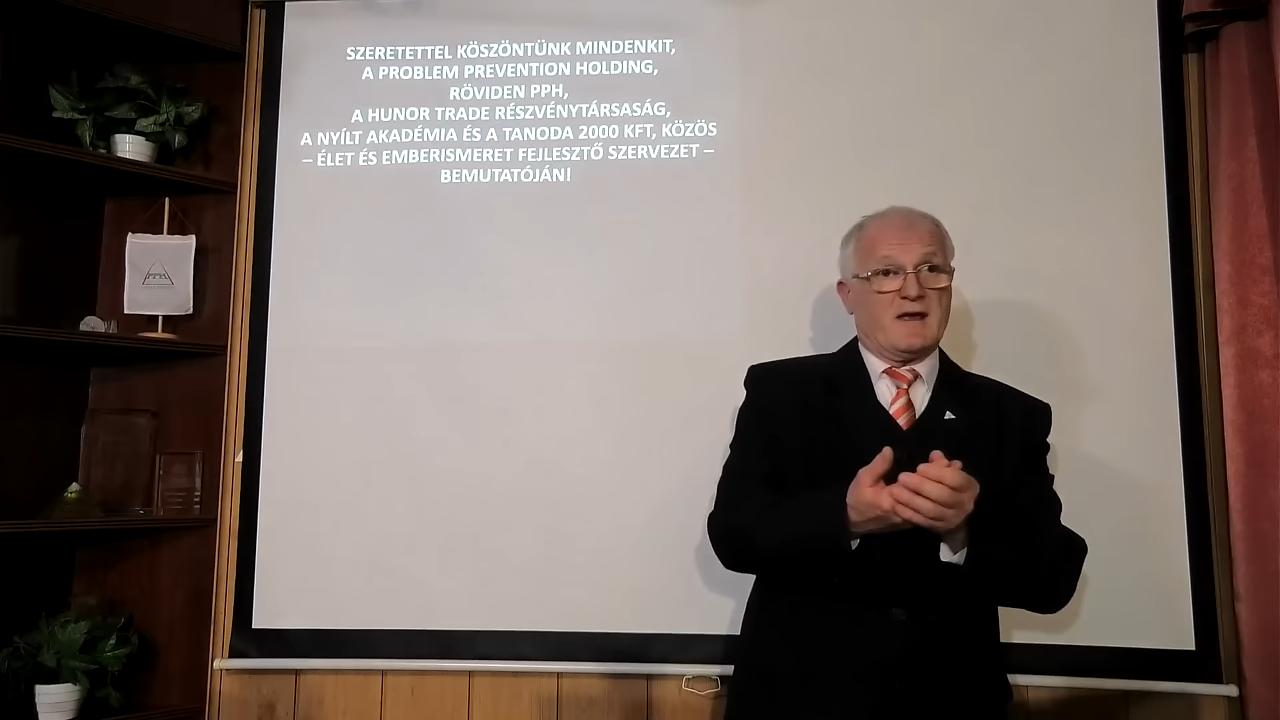 SZERETETTEL KÖSZÖNTÜNK MINDENKIT,
A PROBLEM PREVENTION HOLDING,
RÖVIDEN PPH,
A HUNOR TRADE RÉSZVÉNYTÁRSASÁG,
A NYÍLT AKADÉMIA ÉS A TANODA 2000 KFT, KÖZÖS
– ÉLET ÉS EMBERISMERET FEJLESZTŐ SZERVEZET –
BEMUTATÓJÁN!
PPH